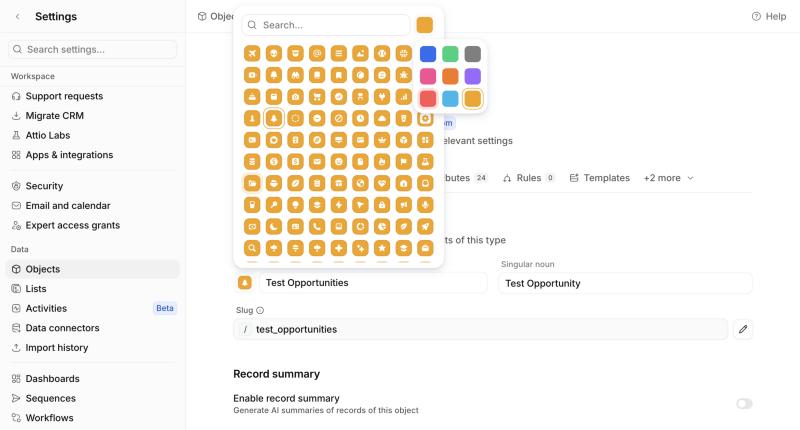 Settings
Search settings...
Workspace
Support requests
Migrate CRM
Attio Labs
Apps & integrations
Security
Email and calendar
Expert access grants
Data
Objects
Lists
Activities
Beta
Data connectors
Import history
Dashboards
Sequences
Workflows
Objec
Help
Search...
om
elevant settings
butes 24
Rules 0
Templates
+2 more
ts of this type
Singular noun
Test Opportunities
Test Opportunity
Slug
/ test_opportunities
Record summary
Enable record summary
Generate AI summaries of records of this object